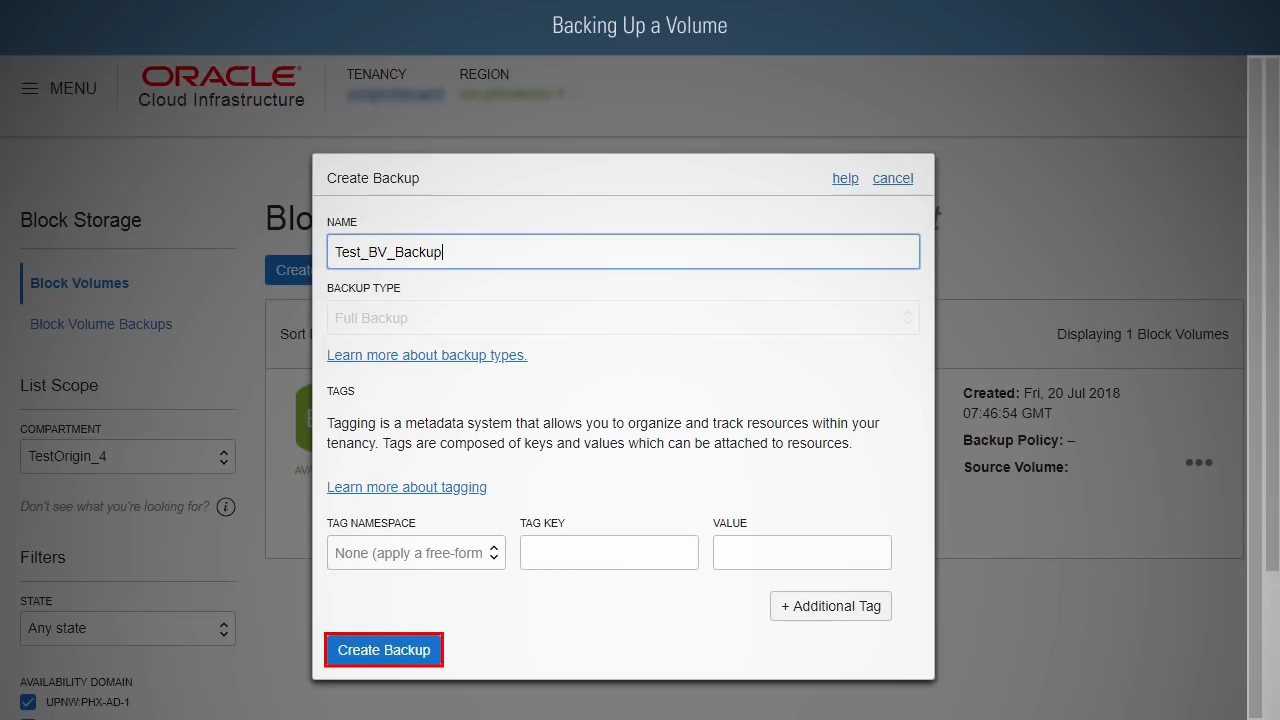 Backing Up a Volume
MENU
ORACLE
Cloud Infrastructure
TENANCY
REGION
Create Backup
help
cancel
Block Storage
Block Volumes
Block Volume Backups
List Scope
COMPARTMENT
TestOrigin_4
Don't see what you're looking for?
Filters
STATE
Any state
AVAILABILITY DOMAIN
UPNW:PHX-AD-1
NAME
Test_BV_Backup
BACKUP TYPE
Full Backup
Learn more about backup types.
TAGS
Tagging is a metadata system that allows you to organize and track resources within your
tenancy. Tags are composed of keys and values which can be attached to resources.
Learn more about tagging
TAG NAMESPACE
TAG KEY
VALUE
None (apply a free-form
+ Additional Tag
Create Backup
Sort
Displaying 1 Block Volumes
Created: Fri, 20 Jul 2018
07:46:54 GMT
Backup Policy: –
Source Volume: